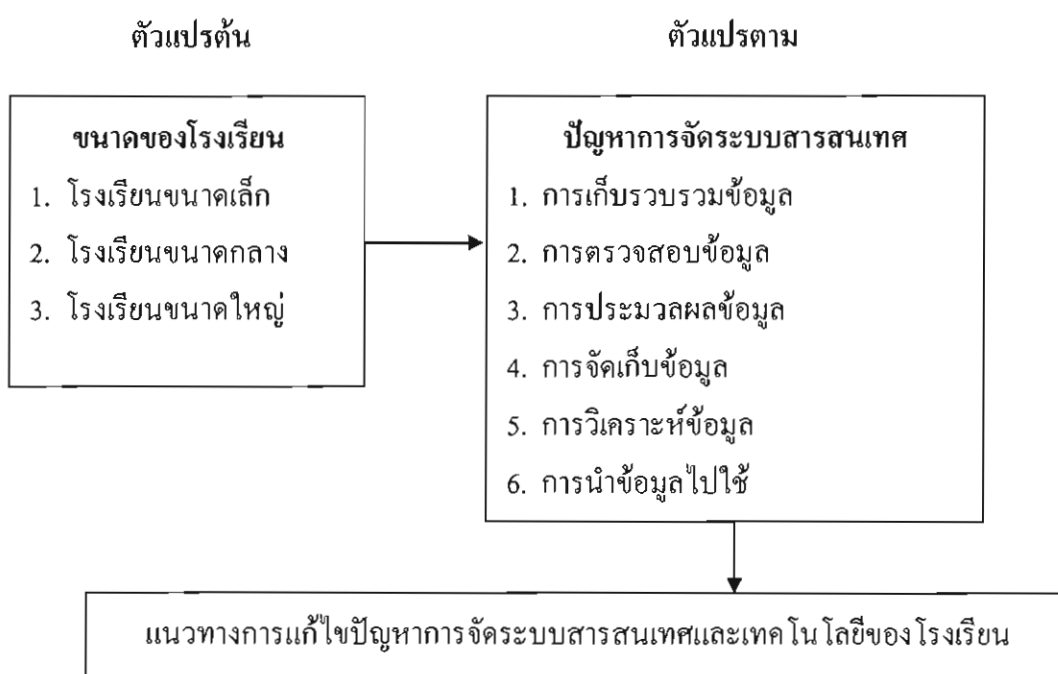 ตัวแปรต้น
ตัวแปรตาม
ขนาดของโรงเรียน
1. โรงเรียนขนาดเล็ก
2. โรงเรียนขนาดกลาง
3. โรงเรียนขนาดใหญ่
ปัญหาการจัดระบบสารสนเทศ
1. การเก็บรวบรวมข้อมูล
2. การตรวจสอบข้อมูล
3. การประมวลผลข้อมูล
4. การจัดเก็บข้อมูล
5. การวิเคราะห์ข้อมูล
6. การนำข้อมูลไปใช้
แนวทางการแก้ไขปัญหาการจัดระบบสารสนเทศและเทคโนโลยีของโรงเรียน